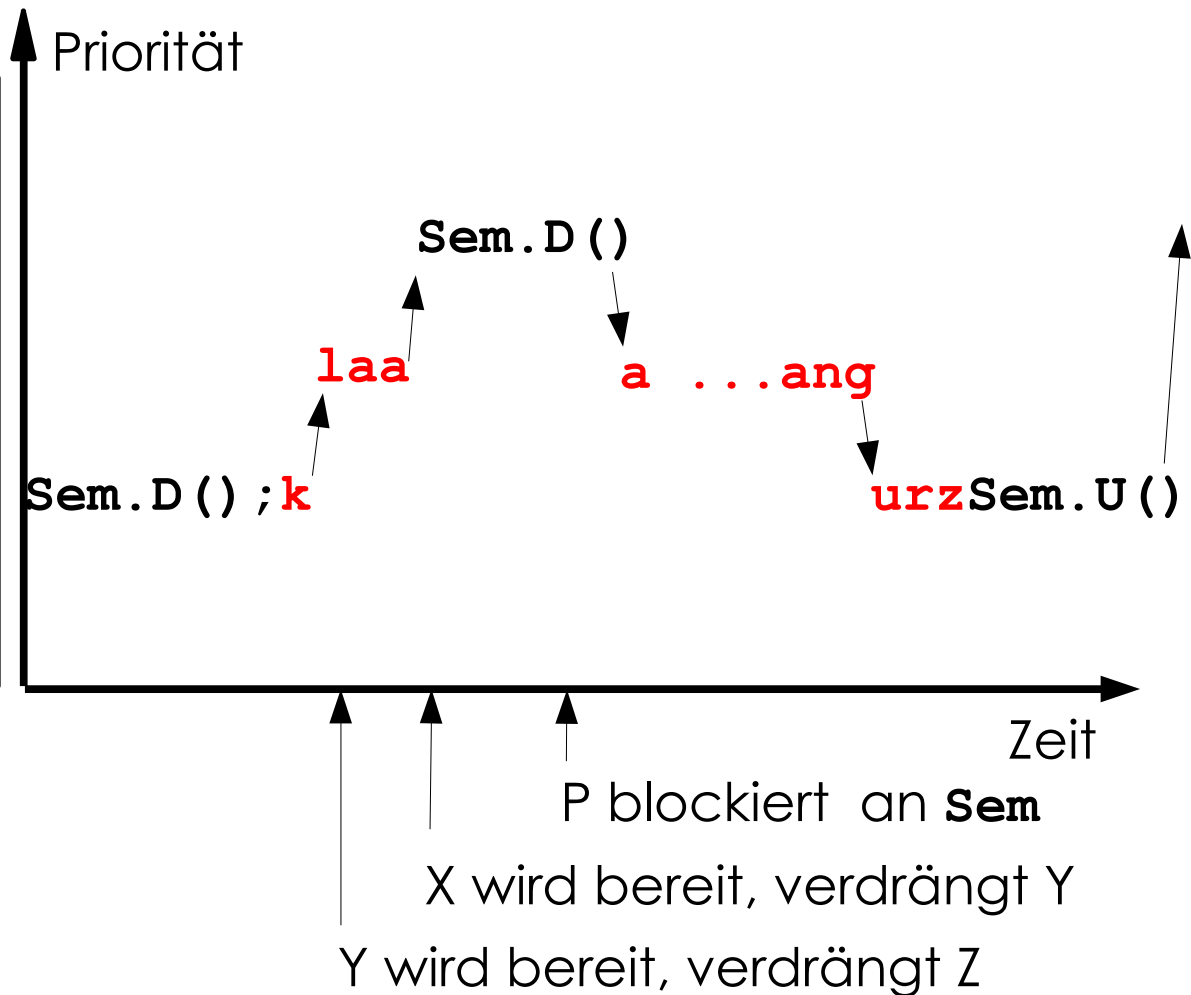 Priorität
Sem.D()
laa
a ...ang
Sem.D();k
urzSem.U()
Zeit
P blockiert an Sem
X wird bereit, verdrängt Y
Y wird bereit, verdrängt Z